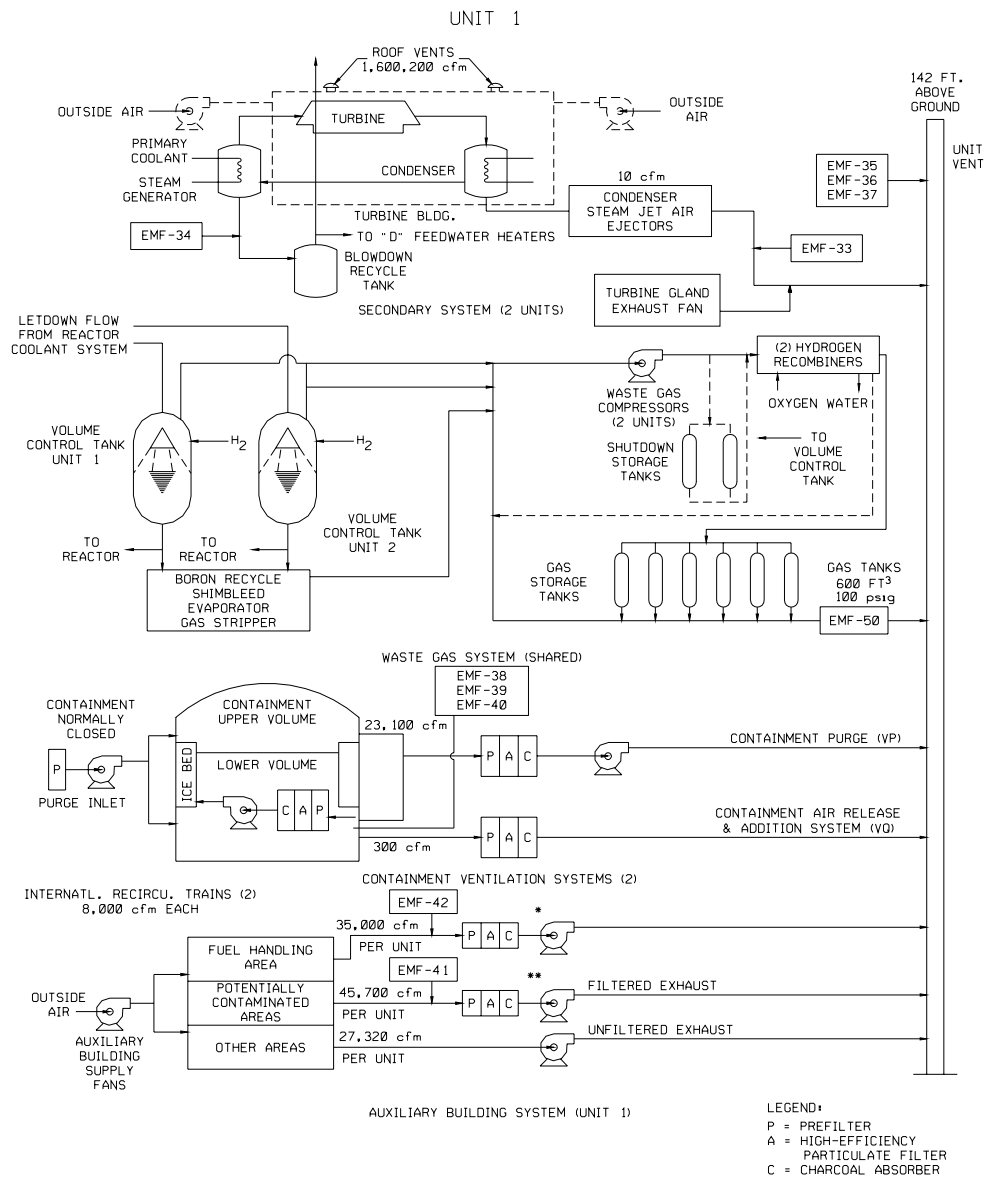 UNIT 1
ROOF VENTS
1,600,200 cfm
142 FT.
ABOVE
GROUND
OUTSIDE AIR
TURBINE
OUTSIDE
AIR
UNIT
VENT
PRIMARY
COOLANT
STEAM
GENERATOR
CONDENSER
EMF-35
EMF-36
EMF-37
10 cfm
CONDENSER
STEAM JET AIR
EJECTORS
TURBINE BLDG.
EMF-34
TO "D" FEEDWATER HEATERS
EMF-33
BLOWDOWN
RECYCLE
TANK
TURBINE GLAND
EXHAUST FAN
SECONDARY SYSTEM (2 UNITS)
LETDOWN FLOW
FROM REACTOR
COOLANT SYSTEM
(2) HYDROGEN
RECOMBINERS
WASTE GAS
COMPRESSORS
(2 UNITS)
OXYGEN WATER
VOLUME
CONTROL TANK
UNIT 1
H2
H2
SHUTDOWN
STORAGE
TANKS
TO
VOLUME
CONTROL
TANK
VOLUME
CONTROL TANK
UNIT 2
TO
REACTOR
TO
REACTOR
BORON RECYCLE
SHIMBLEED
EVAPORATOR
GAS STRIPPER
GAS
STORAGE
TANKS
GAS TANKS
600 FT3
100 psig
EMF-50
WASTE GAS SYSTEM (SHARED)
EMF-38
EMF-39
EMF-40
CONTAINMENT
NORMALLY
CLOSED
CONTAINMENT
UPPER VOLUME
23,100 cfm
CONTAINMENT PURGE (VP)
P
PURGE INLET
ICE BED
LOWER VOLUME
C A P
P A C
CONTAINMENT AIR RELEASE
& ADDITION SYSTEM (VQ)
300 cfm
P A C
CONTAINMENT VENTILATION SYSTEMS (2)
INTERNATL. RECIRCU. TRAINS (2)
8,000 cfm EACH
EMF-42
35,000 cfm
PER UNIT
P A C
*
FUEL HANDLING
AREA
EMF-41
POTENTIALLY
CONTAMINATED
AREAS
45,700 cfm
PER UNIT
P A C
**
FILTERED EXHAUST
OUTSIDE
AIR
OTHER AREAS
27,320 cfm
PER UNIT
UNFILTERED EXHAUST
AUXILIARY
BUILDING
SUPPLY
FANS
AUXILIARY BUILDING SYSTEM (UNIT 1)
LEGEND:
P = PREFILTER
A = HIGH-EFFICIENCY
PARTICULATE FILTER
C = CHARCOAL ABSORBER